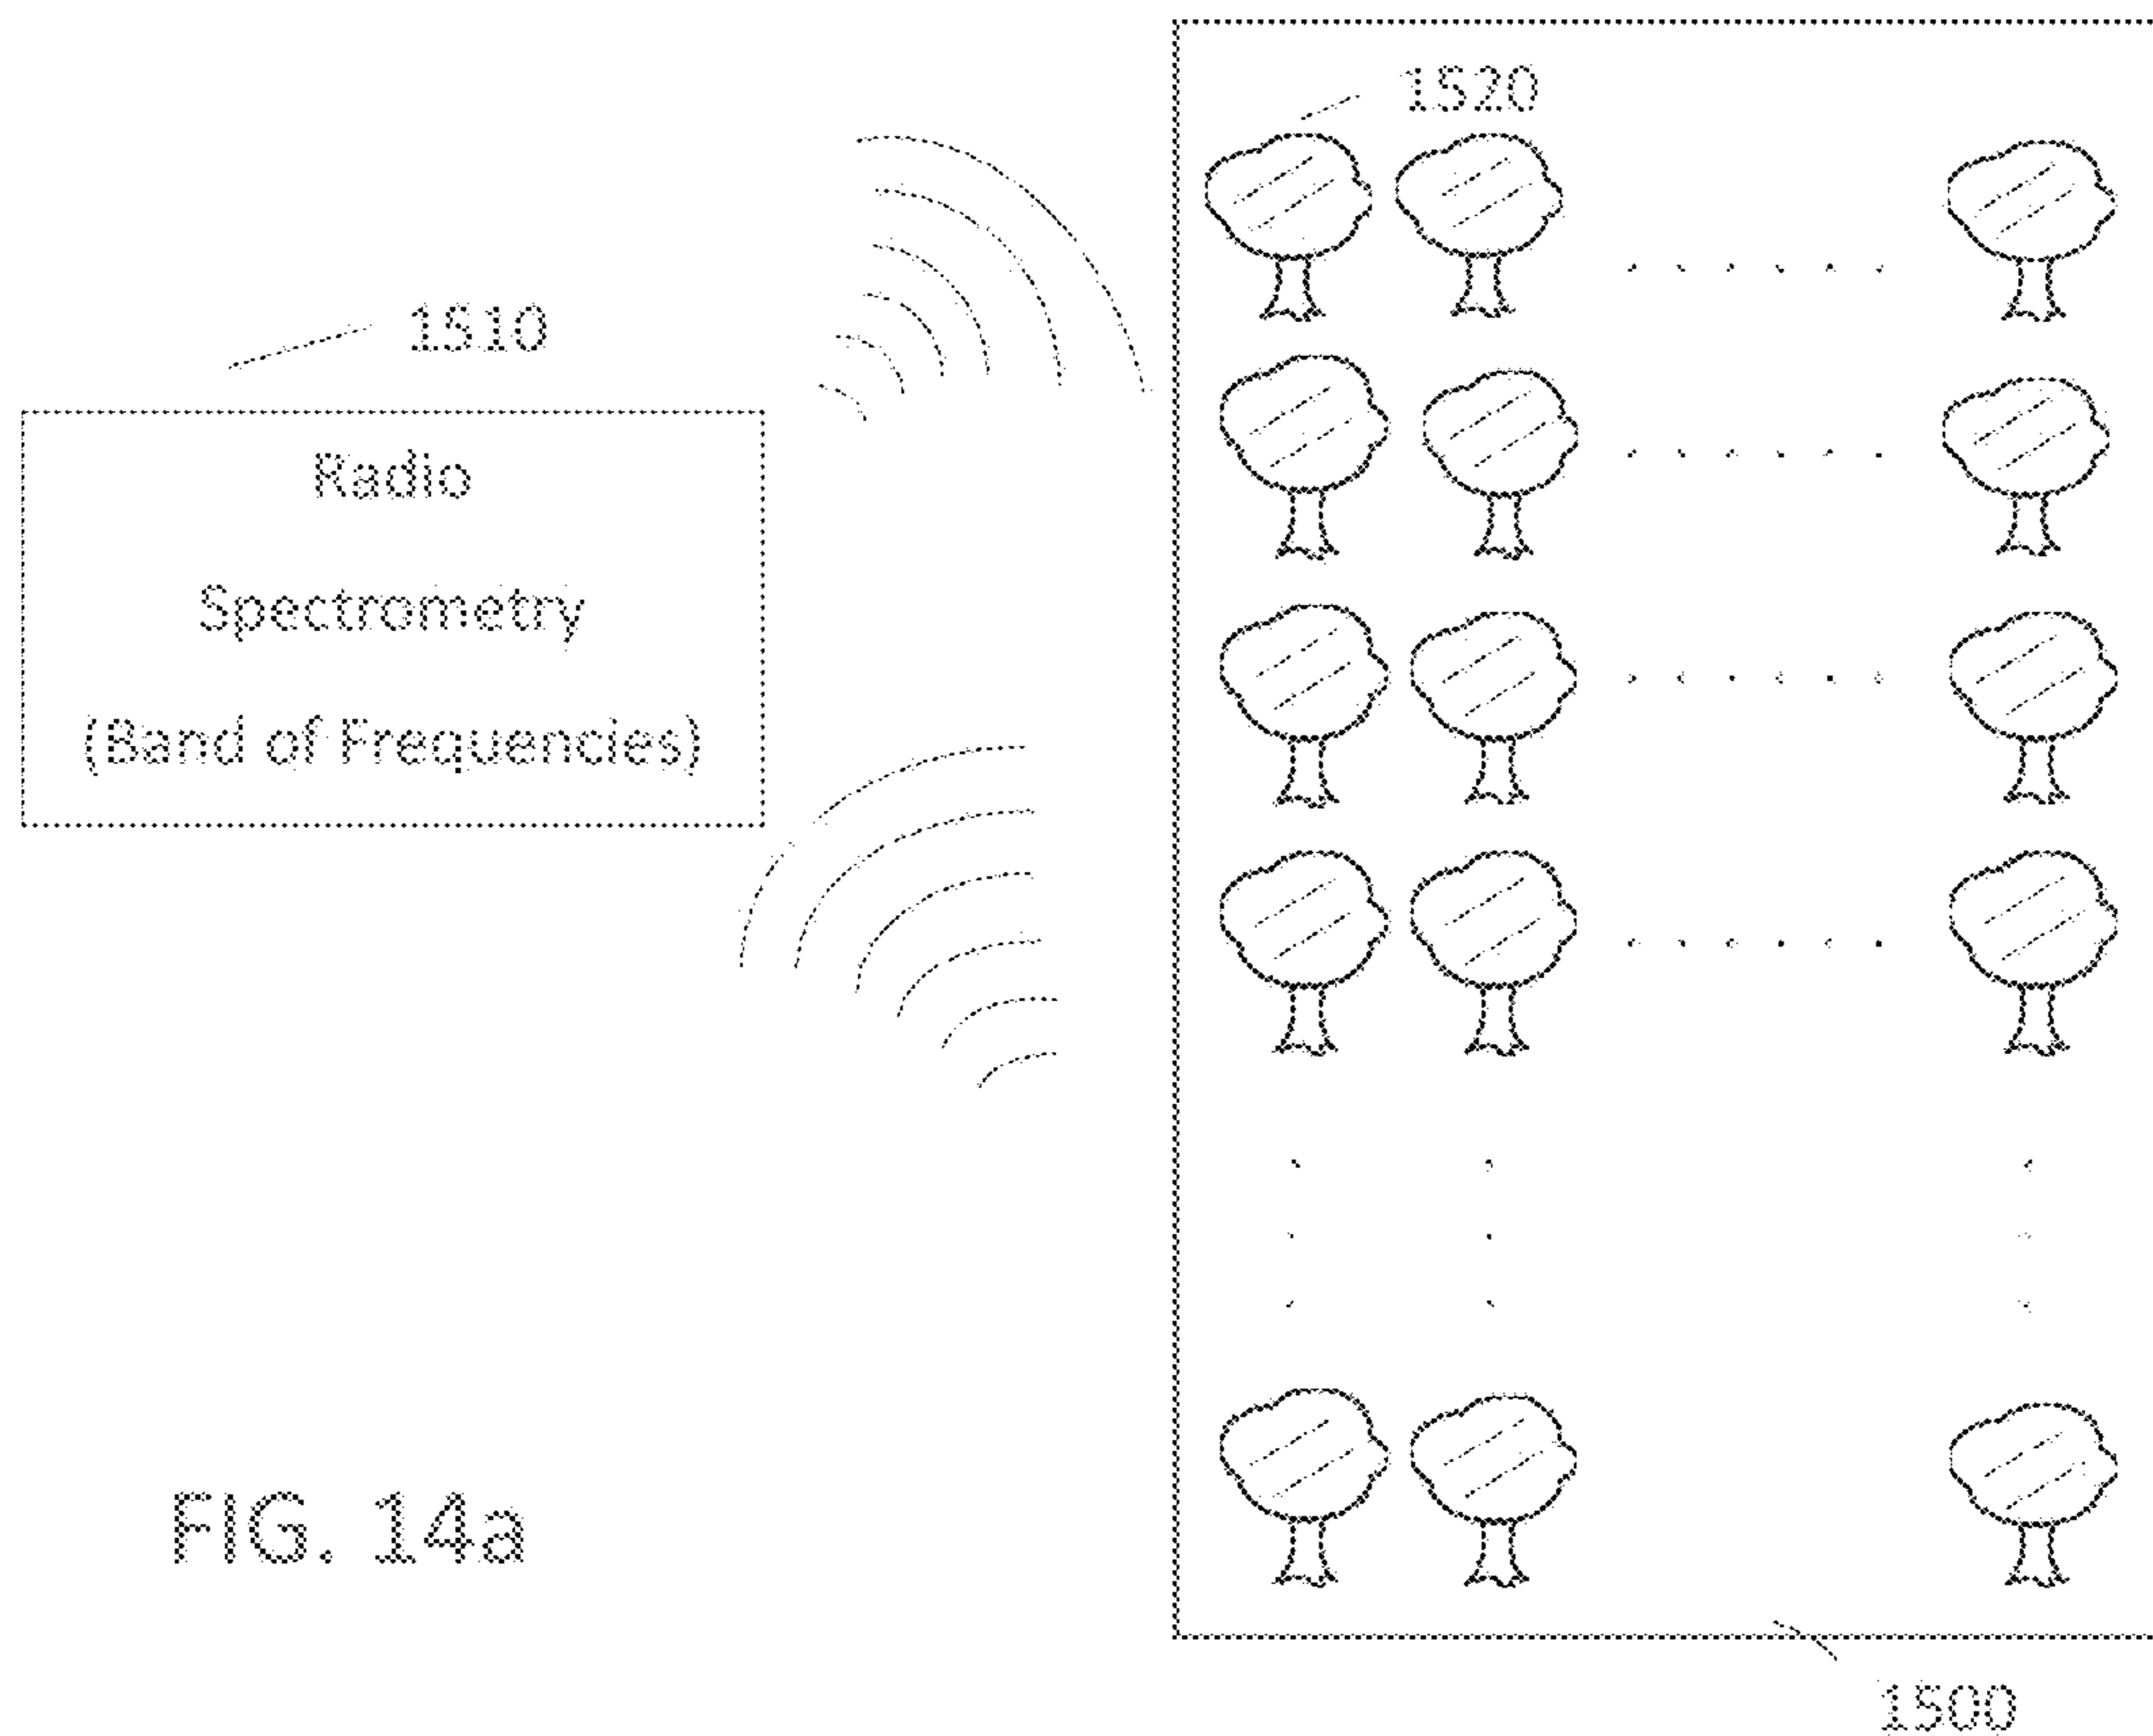 1520
1510
Radio
Spectrometry
(Band of Frequencies)
FIG. 14a
1500